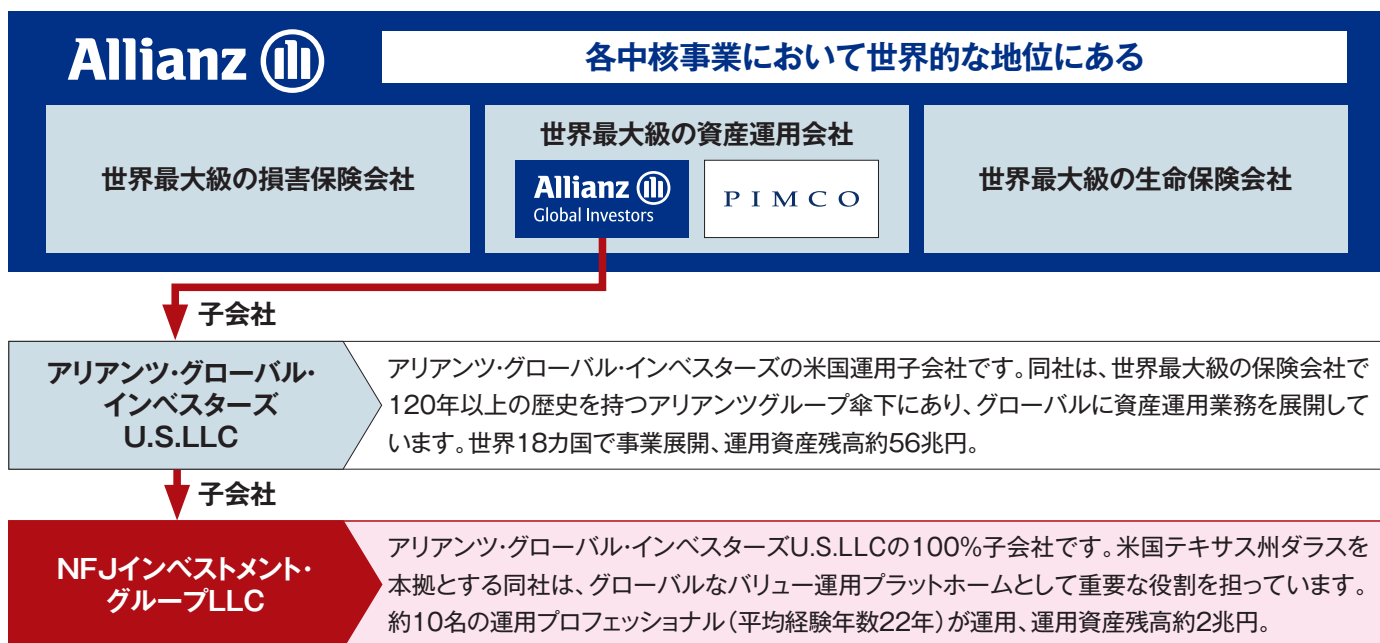 Allianz
各中核事業において世界的な地位にある
世界最大級の損害保険会社
世界最大級の資産運用会社
Allianz
Global Investors
PIMCO
世界最大級の生命保険会社
子会社
アリアンツ・グローバル・
インベスターズ
U.S.LLC
アリアンツ・グローバル・インベスターズの米国運用子会社です。同社は、世界最大級の保険会社で
120年以上の歴史を持つアリアンツグループ傘下にあり、グローバルに資産運用業務を展開して
います。世界18カ国で事業展開、運用資産残高約56兆円。
子会社
NFJインベストメント・
グループLLC
アリアンツ・グローバル・インベスターズU.S.LLCの100%子会社です。米国テキサス州ダラスを
本拠とする同社は、グローバルなバリュー運用プラットホームとして重要な役割を担っています。
約10名の運用プロフェッショナル(平均経験年数22年)が運用、運用資産残高約2兆円。